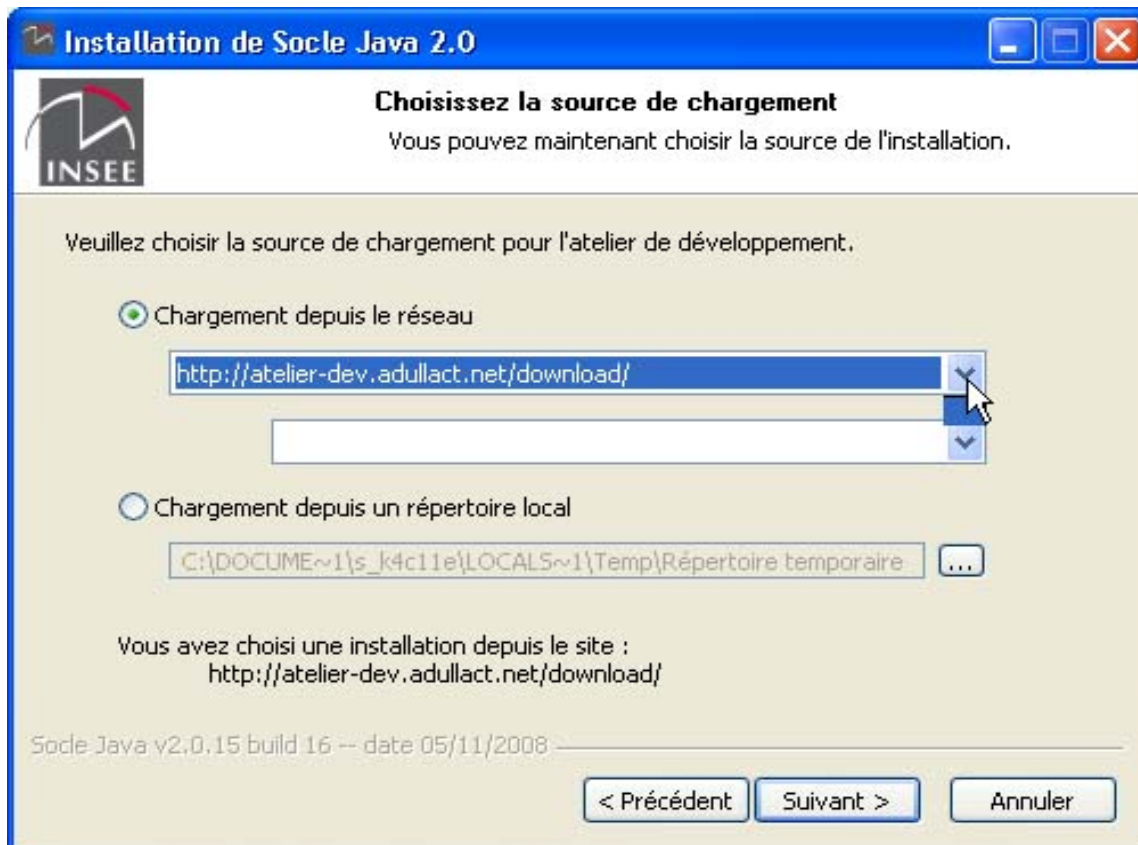 Installation de Socle Java 2.0
INSEE
Choisissez la source de chargement
Vous pouvez maintenant choisir la source de l'installation.
Veuillez choisir la source de chargement pour l'atelier de développement.
Chargement depuis le réseau
http://atelier-dev.adullact.net/download/
Chargement depuis un répertoire local
C:\DOCUME~1\s_k4c11e\LOCALS~1\Temp\Répertoire temporaire
...
Vous avez choisi une installation depuis le site :
http://atelier-dev.adullact.net/download/
Socle Java v2.0.15 build 16 -- date 05/11/2008
< Précédent
Suivant >
Annuler